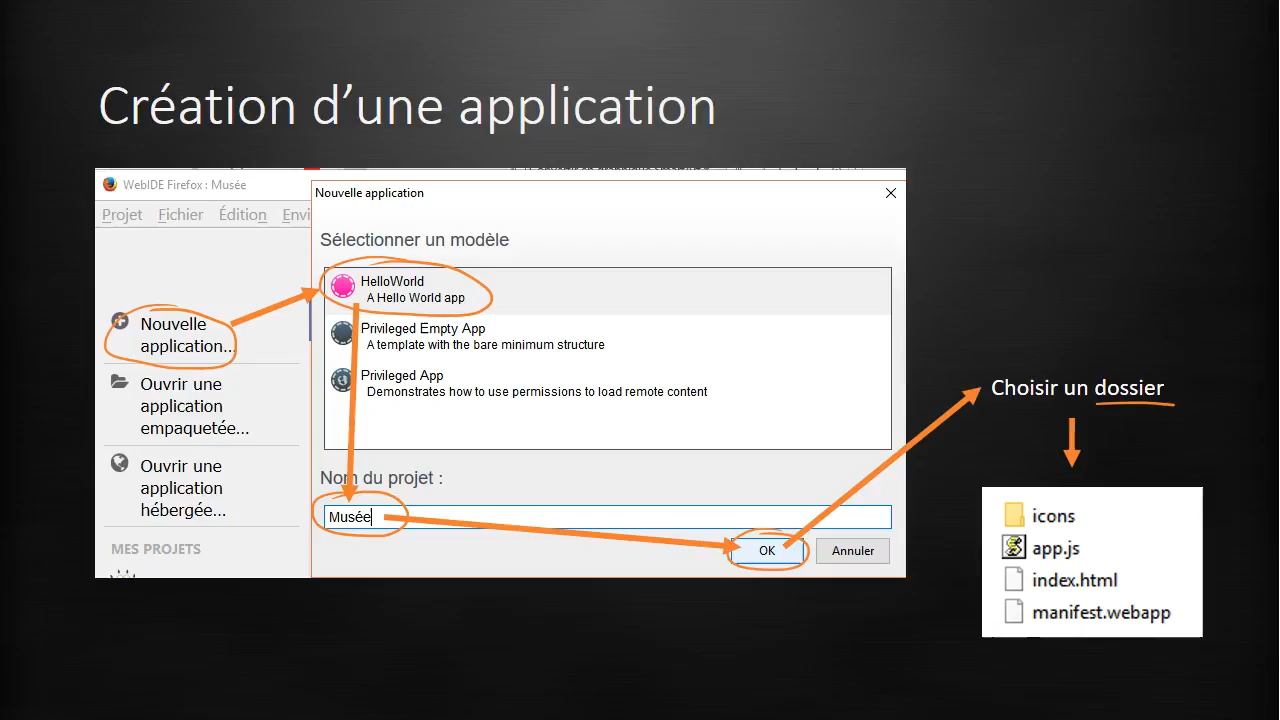 Création d’une application
WebIDE Firefox : Musée
Projet Fichier Édition Envi
Nouvelle application...
Ouvrir une application empaquetée...
Ouvrir une application hébergée...
MES PROJETS
Nouvelle application
Sélectionner un modèle
HelloWorld
A Hello World app
Privileged Empty App
A template with the bare minimum structure
Privileged App
Demonstrates how to use permissions to load remote content
Nom du projet :
Musée
OK
Annuler
Choisir un dossier
icons
app.js
index.html
manifest.webapp